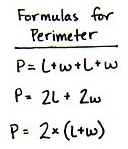 Formulas for
Perimeter
P = L+w+L+w
P = 2L + 2w
P = 2×(L+w)